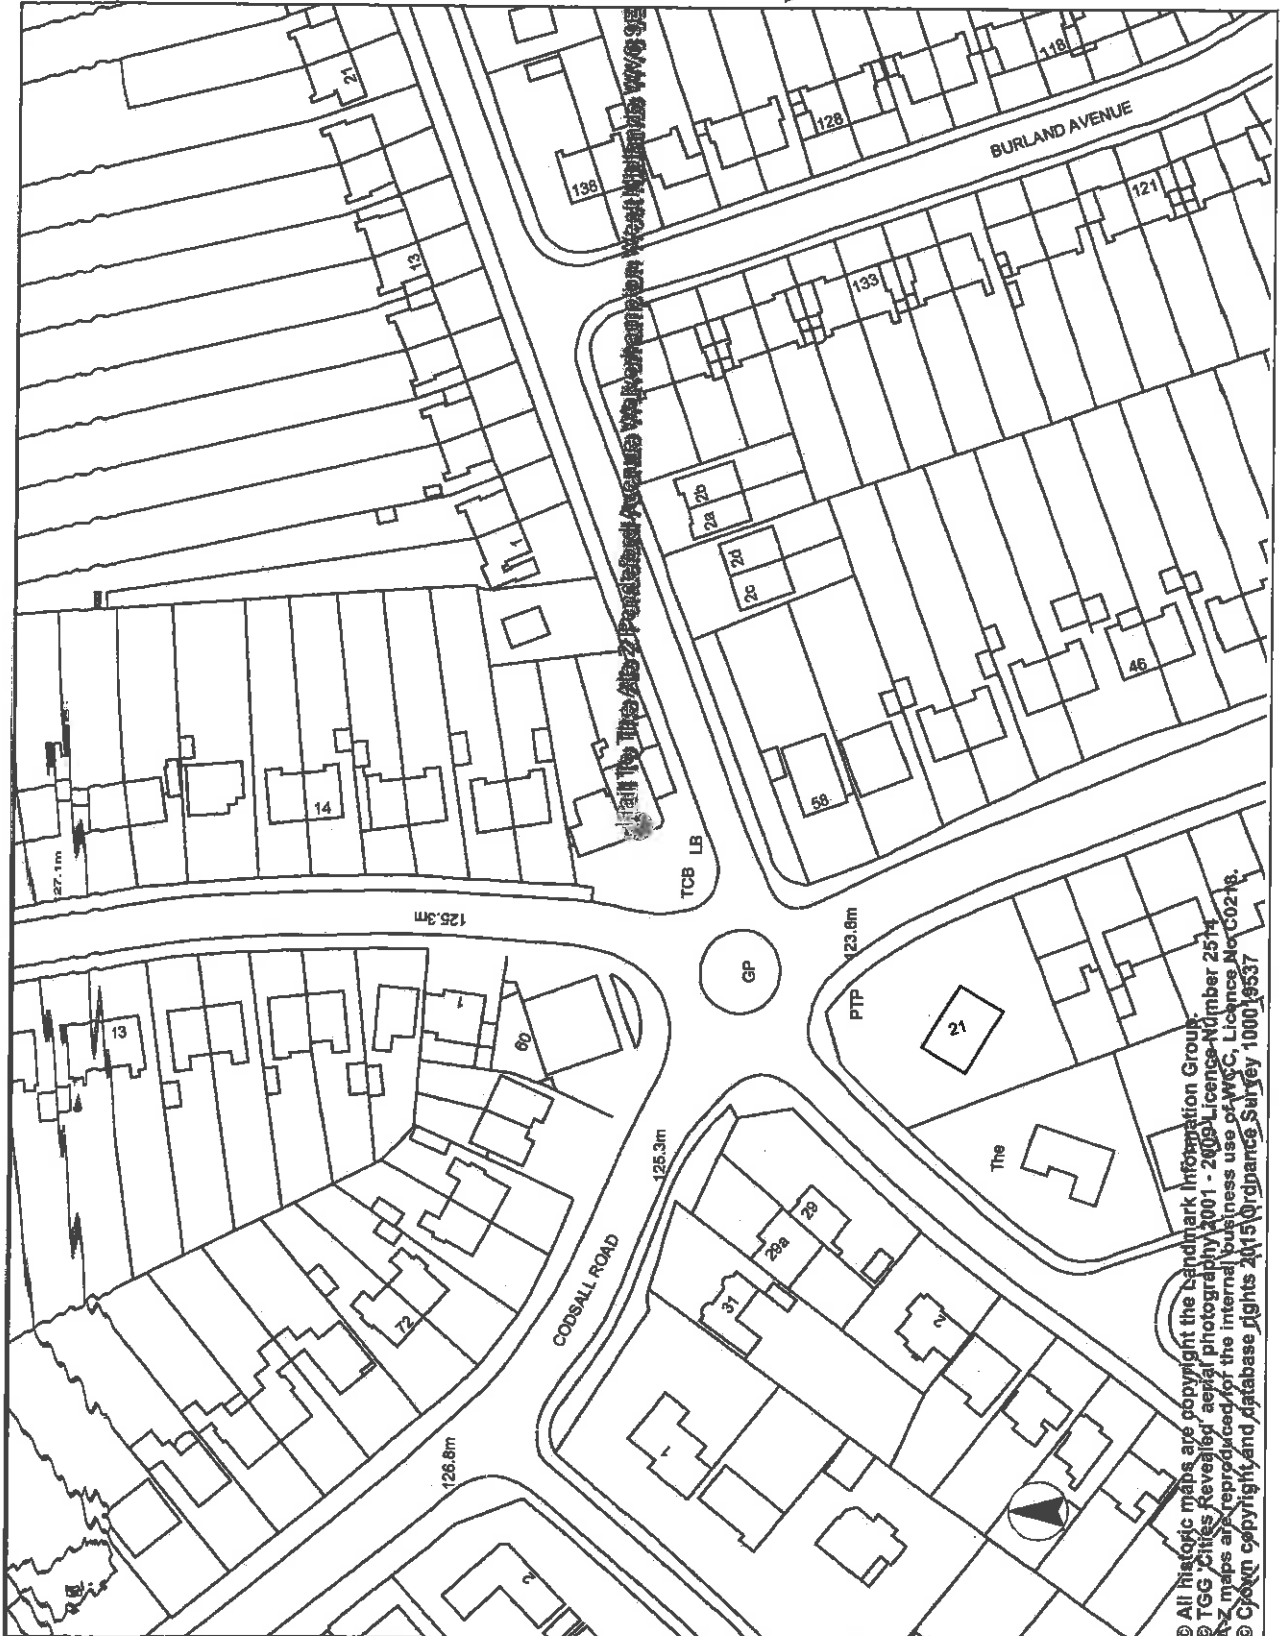 21
118
128
BURLAND AVENUE
138
121
13
133
1
2b
2a
2d
2c
46
14
58
27.1m
LB
TCB
125.3m
123.8m
GP
PTP
13
1
60
21
125.3m
The
29
29a
CODSALL ROAD
31
72
2
1
126.8m
2
© All historic maps are copyright the Landmark Information Group.
© TGG 'Cities Revealed' aerial photography 2001 - 2009 Licence Number 2514
A-Z maps are reproduced for the internal business use of WCC, Licence No C0218.
© Crown copyright and database rights 2015 Ordnance Survey 100019537